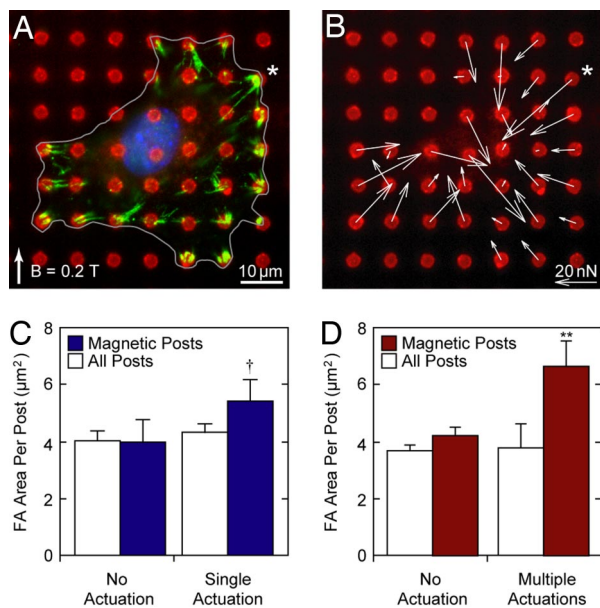 A
*
B = 0.2 T
10 µm
B
*
20 nN
C
FA Area Per Post (µm²)
8
6
4
2
0
Magnetic Posts
All Posts
†
No
Actuation
Single
Actuation
D
FA Area Per Post (µm²)
8
6
4
2
0
Magnetic Posts
All Posts
**
No
Actuation
Multiple
Actuations